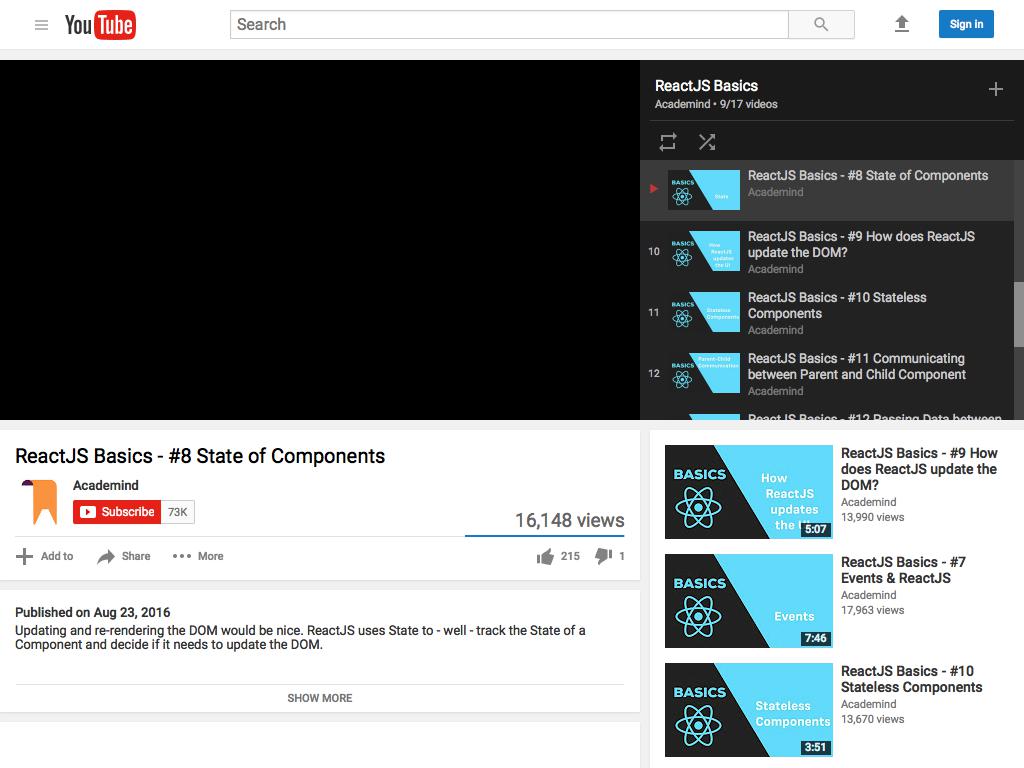 YouTube
Search
Sign in
ReactJS Basics
Academind • 9/17 videos
BASICS
State
ReactJS Basics - #8 State of Components
Academind
10
BASICS
How
ReactJS
updates
the UI
ReactJS Basics - #9 How does ReactJS
update the DOM?
Academind
11
BASICS
Stateless
Components
ReactJS Basics - #10 Stateless
Components
Academind
12
BASICS
Parent-Child
Communication
ReactJS Basics - #11 Communicating
between Parent and Child Component
Academind
ReactJS Basics - #12 Passing Data between
ReactJS Basics - #8 State of Components
Academind
Subscribe
73K
16,148 views
Add to
Share
More
215
1
Published on Aug 23, 2016
Updating and re-rendering the DOM would be nice. ReactJS uses State to - well - track the State of a
Component and decide if it needs to update the DOM.
SHOW MORE
BASICS
How
ReactJS
updates
the
5:07
ReactJS Basics - #9 How
does ReactJS update the
DOM?
Academind
13,990 views
BASICS
Events
7:46
ReactJS Basics - #7
Events & ReactJS
Academind
17,963 views
BASICS
Stateless
Components
3:51
ReactJS Basics - #10
Stateless Components
Academind
13,670 views